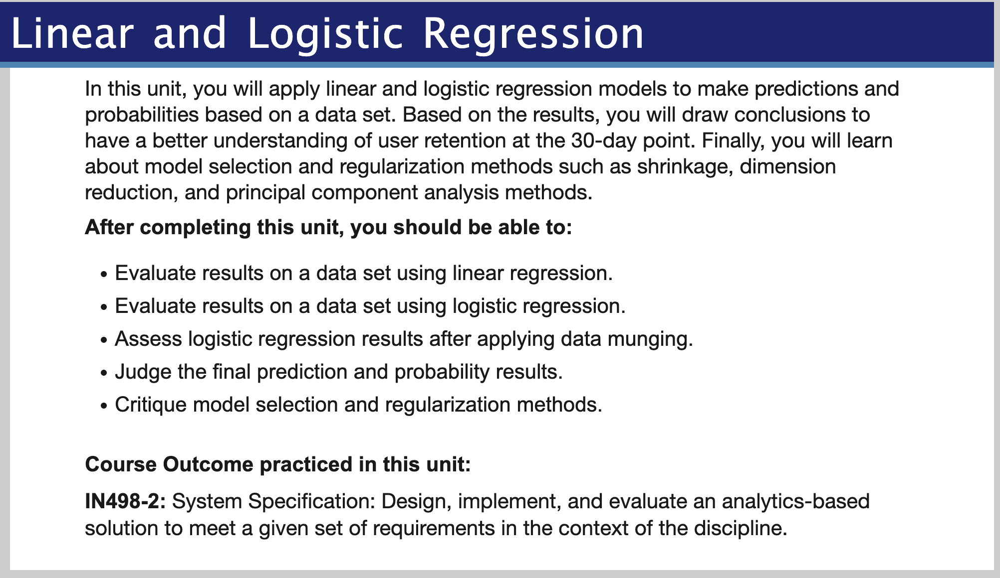 Linear and Logistic Regression
In this unit, you will apply linear and logistic regression models to make predictions and
probabilities based on a data set. Based on the results, you will draw conclusions to
have a better understanding of user retention at the 30-day point. Finally, you will learn
about model selection and regularization methods such as shrinkage, dimension
reduction, and principal component analysis methods.
After completing this unit, you should be able to:
• Evaluate results on a data set using linear regression.
• Evaluate results on a data set using logistic regression.
• Assess logistic regression results after applying data munging.
• Judge the final prediction and probability results.
• Critique model selection and regularization methods.
Course Outcome practiced in this unit:
IN498-2: System Specification: Design, implement, and evaluate an analytics-based
solution to meet a given set of requirements in the context of the discipline.